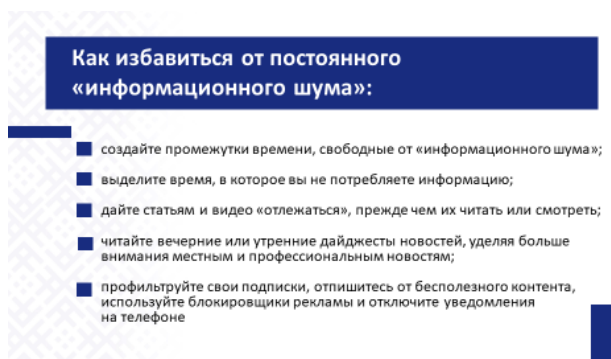 Как избавиться от постоянного
«информационного шума»:
создайте промежутки времени, свободные от «информационного шума»;
выделите время, в которое вы не потребляете информацию;
дайте статьям и видео «отлежаться», прежде чем их читать или смотреть;
читайте вечерние или утренние дайджесты новостей, уделяя больше
внимания местным и профессиональным новостям;
профильтруйте свои подписки, отпишитесь от бесполезного контента,
используйте блокировщики рекламы и отключите уведомления
на телефоне